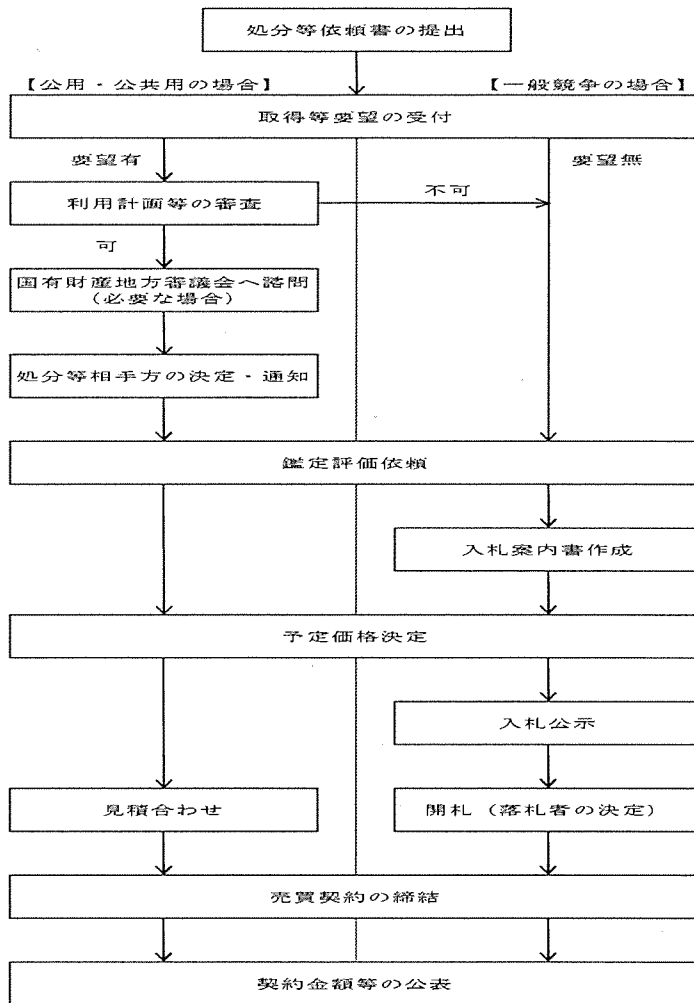 処分等依頼書の提出
【公用・公共用の場合】
【一般競争の場合】
取得等要望の受付
要望有
要望無
利用計画等の審査
不可
可
国有財産地方審議会へ諮問
(必要な場合)
処分等相手方の決定・通知
鑑定評価依頼
入札案内書作成
予定価格決定
入札公示
見積合わせ
開札(落札者の決定)
売買契約の締結
契約金額等の公表